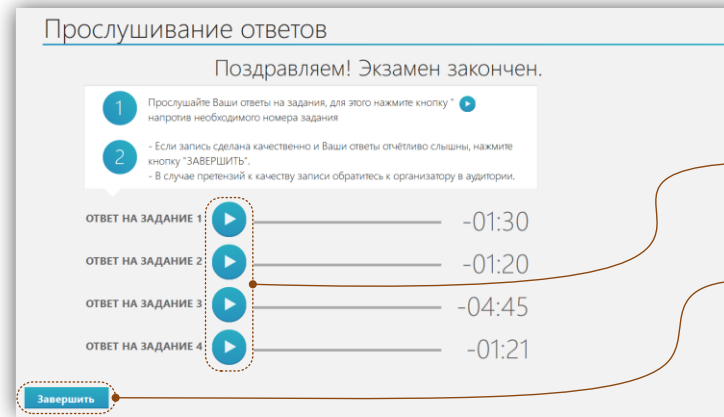 Прослушивание ответов
Поздравляем! Экзамен закончен.
1 Прослушайте Ваши ответы на задания, для этого нажмите кнопку "
напротив необходимого номера задания
- Если запись сделана качественно и Ваши ответы отчётливо слышны, нажмите
2 кнопку "ЗАВЕРШИТЬ".
- В случае претензий к качеству записи обратитесь к организатору в аудитории.
ОТВЕТ НА ЗАДАНИЕ 1 -01:30
ОТВЕТ НА ЗАДАНИЕ 2 -01:20
ОТВЕТ НА ЗАДАНИЕ 3 -04:45
ОТВЕТ НА ЗАДАНИЕ 4 -01:21
Завершить